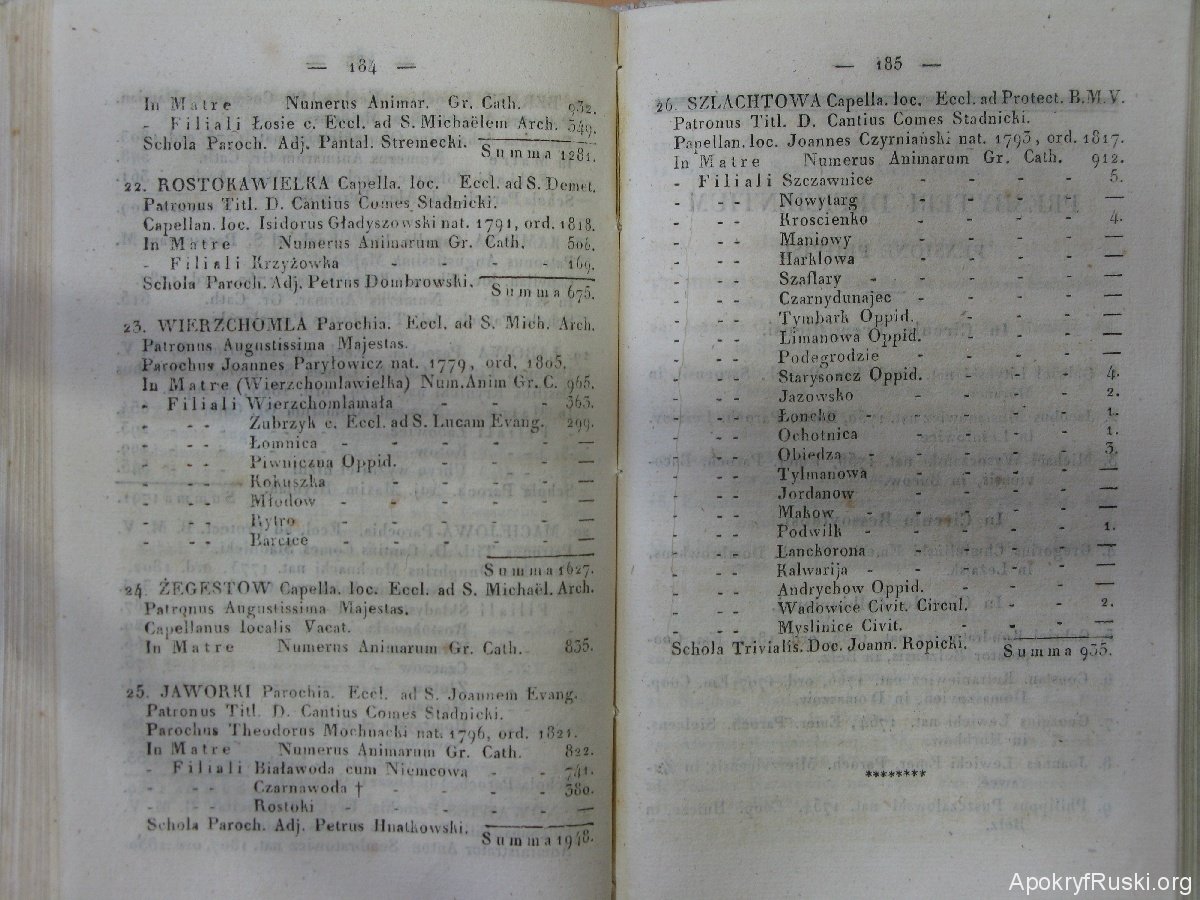 — 184 —
In Matre Numerus Animar. Gr. Cath. 932.
- Filiali Łosie c. Eccl. ad S. Michaëlem Arch. 349.
Schola Paroch. Adj. Pantal. Stremecki. Summa 1281.
22. ROSTOKAWIELKA Capella. loc. Eccl. ad S. Demet.
Patronus Titl. D. Cantius Comes Stadnicki.
Capellan. loc. Isidorus Gładyszowski nat. 1791, ord. 1818.
In Matre Numerus Animarum Gr. Cath. 506.
- Filiali Krzyżowka - - - - 169.
Schola Paroch. Adj. Petrus Dombrowski. Summa 675.
23. WIERZCHOMLA Parochia. Eccl. ad S. Mich. Arch.
Patronus Augustissima Majestas.
Parochus Joannes Paryłowicz nat. 1779, ord. 1805.
In Matre (Wierzchomlawielka) Num. Anim Gr. C. 965.
- Filiali Wierzchomlamała - - - - 363.
- - - Zubrzyk c. Eccl. ad S. Lucam Evang. 299.
- - - Łomnica - - - - - —
- - - Piwniczna Oppid. - - - - —
- - - Kokuszka - - - - - —
- - - Młodow - - - - - —
- - - Rytro - - - - - —
- - - Barcice - - - - - —
Summa 1627.
24. ŻEGESTOW Capella. loc. Eccl. ad S. Michaël. Arch.
Patronus Augustissima Majestas.
Capellanus localis Vacat.
In Matre Numerus Animarum Gr. Cath. 835.
25. JAWORKI Parochia. Eccl. ad S. Joannem Evang.
Patronus Titl. D. Cantius Comes Stadnicki.
Parochus Theodorus Mochnacki nat. 1796, ord. 1821.
In Matre Numerus Animarum Gr. Cath. 822.
- Filiali Białawoda cum Niemcowa - - 741.
- - - Czarnawoda † - - - - 380.
- - - Rostoki - - - - - —
Schola Paroch. Adj. Petrus Hnatkowski. Summa 1948.
— 185 —
26. SZLACHTOWA Capella. loc. Eccl. ad Protect. B. M. V.
Patronus Titl. D. Cantius Comes Stadnicki.
Papellan. loc. Joannes Czyrniański nat. 1793, ord. 1817.
In Matre Numerus Animarum Gr. Cath. 912.
- Filiali Szczawnice - - - - 5.
- - - Nowytarg - - - - —
- - - Kroscienko - - - - 4.
- - - Maniowy - - - - —
- - - Harklowa - - - - —
- - - Szaflary - - - - - —
- - - Czarnydunajec - - - - —
- - - Tymbark Oppid. - - - —
- - - Limanowa Oppid. - - - —
- - - Podegrodzie - - - - —
- - - Starysoncz Oppid. - - - 4.
- - - Jazowsko - - - - 2.
- - - Łoncko - - - - 1.
- - - Ochotnica - - - - 1.
- - - Obiedza - - - - 3.
- - - Tylmanowa - - - - —
- - - Jordanow - - - - —
- - - Makow - - - - - —
- - - Podwilk - - - - - 1.
- - - Lanckorona - - - - —
- - - Kalwarija - - - - - —
- - - Andrychow Oppid. - - - —
- - - Wadowice Civit. Circul. - - 2.
- - - Myslinice Civit. - - - —
Schola Trivialis. Doc. Joann. Ropicki. Summa 935.
********
ApokryfRuski.org